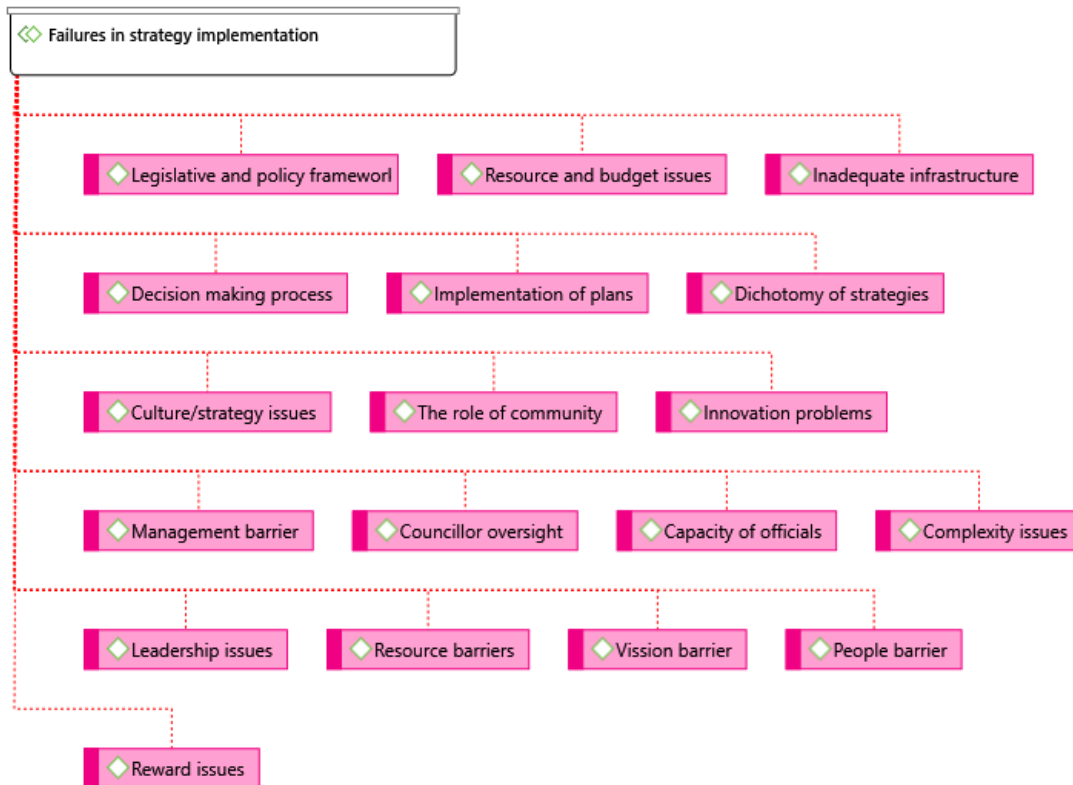 Failures in strategy implementation
Legislative and policy frameworl
Resource and budget issues
Inadequate infrastructure
Decision making process
Implementation of plans
Dichotomy of strategies
Culture/strategy issues
The role of community
Innovation problems
Management barrier
Councillor oversight
Capacity of officials
Complexity issues
Leadership issues
Resource barriers
Vission barrier
People barrier
Reward issues